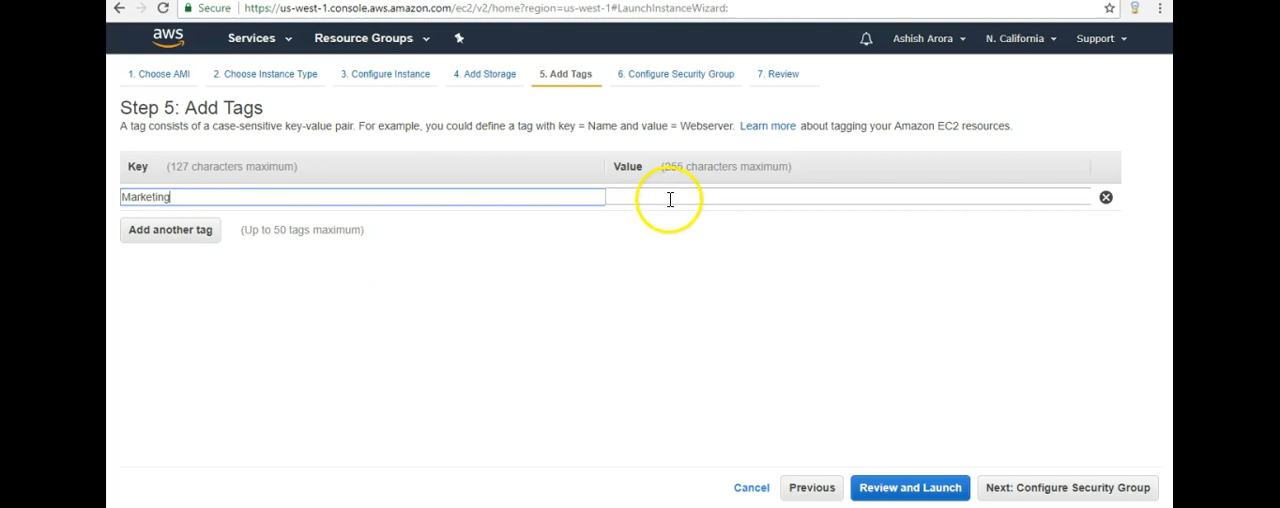 Secure https://us-west-1.console.aws.amazon.com/ec2/v2/home?region=us-west-1#LaunchInstanceWizard:
aws Services Resource Groups Ashish Arora N. California Support
1. Choose AMI 2. Choose Instance Type 3. Configure Instance 4. Add Storage 5. Add Tags 6. Configure Security Group 7. Review
Step 5: Add Tags
A tag consists of a case-sensitive key-value pair. For example, you could define a tag with key = Name and value = Webserver. Learn more about tagging your Amazon EC2 resources.
Key (127 characters maximum) Value (255 characters maximum)
Marketing
Add another tag (Up to 50 tags maximum)
Cancel Previous Review and Launch Next: Configure Security Group